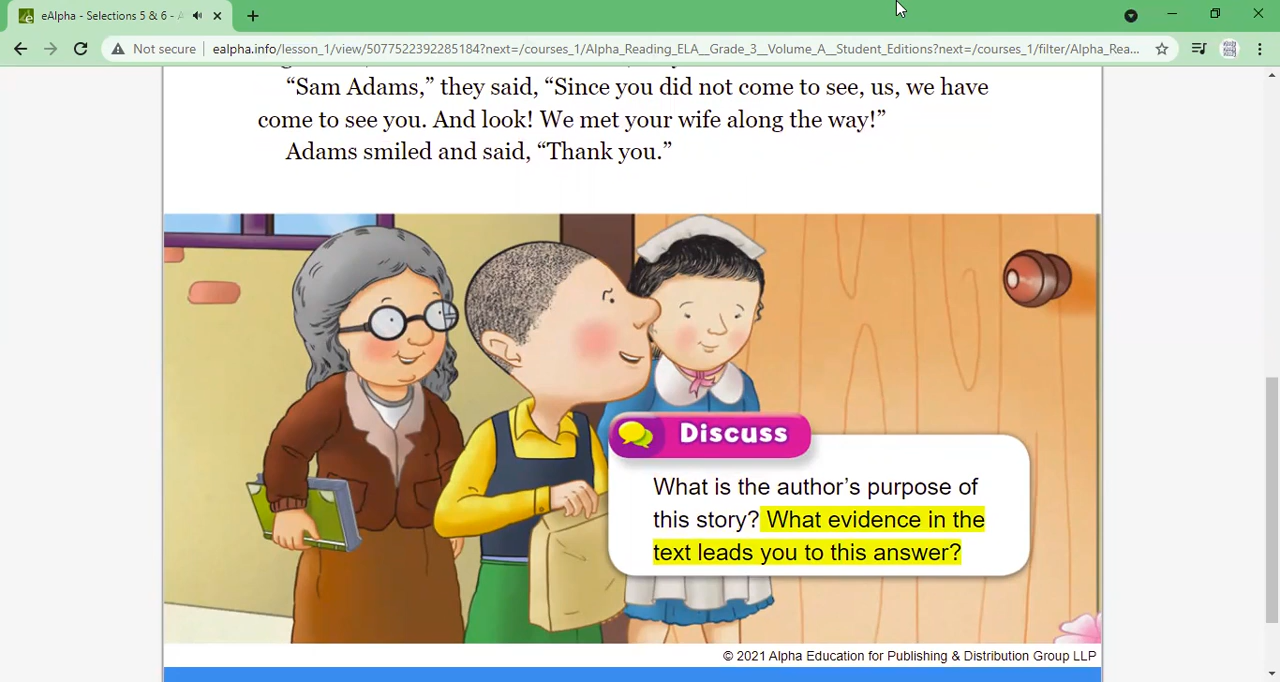 eAlpha - Selections 5 & 6 - A
Not secure
ealpha.info/lesson_1/view/5077522392285184?next=/courses_1/Alpha_Reading_ELA__Grade_3__Volume_A__Student_Editions?next=/courses_1/filter/Alpha_Rea...
“Sam Adams,” they said, “Since you did not come to see, us, we have
come to see you. And look! We met your wife along the way!”
Adams smiled and said, “Thank you.”
Discuss
What is the author’s purpose of
this story? What evidence in the
text leads you to this answer?
© 2021 Alpha Education for Publishing & Distribution Group LLP